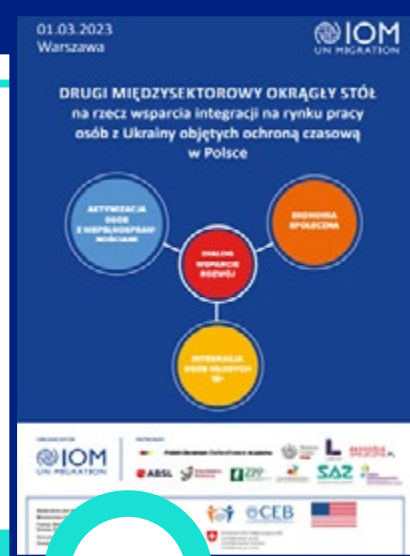 01.03.2023
Warszawa
IOM
UN MIGRATION
DRUGI MIĘDZYSEKTOROWY OKRĄGŁY STÓŁ
na rzecz wsparcia integracji na rynku pracy
osób z Ukrainy objętych ochroną czasową
w Polsce
AKTYWIZACJA
OSÓB
Z NIEPEŁNOSPRAW-
NOŚCIAMI
EKONOMIA
SPOŁECZNA
DIALOG
WSPARCIE
ROZWÓJ
INTEGRACJA
OSÓB MŁODYCH
18+
ORGANIZATOR
IOM
UN MIGRATION
ABSL
ZPP
SAZ
CEB